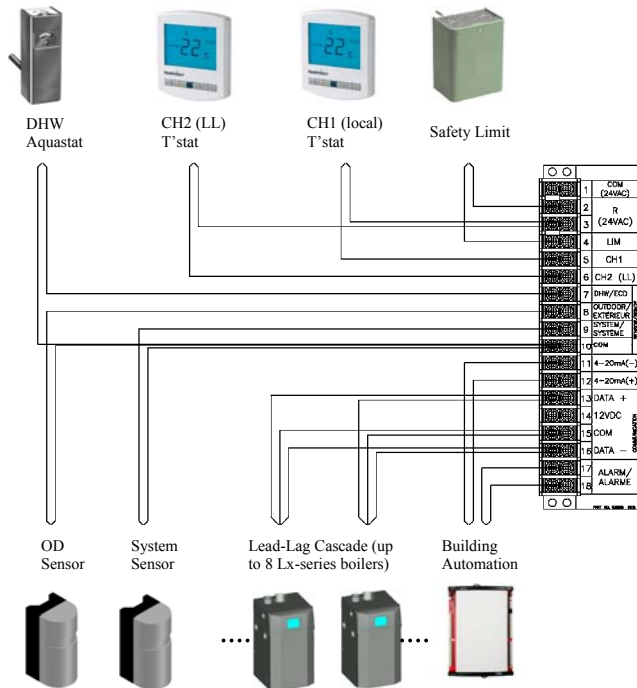 22
°C
22
°C
DHW
Aquastat
CH2 (LL)
T'stat
CH1 (local)
T'stat
Safety Limit
1 COM
(24VAC)
2
R
(24VAC)
3
4 LIM
5 CH1
6 CH2 (LL)
7 DHW/ECO
8 OUTDOOR/
EXTÉRIEUR
9 SYSTEM/
SYSTÈME
10 COM
11 4-20mA(-)
12 4-20mA(+)
13 DATA +
14 12VDC
15 COM
16 DATA -
COMMUNICATION
17
ALARM/
ALARME
18
OD
Sensor
System
Sensor
Lead-Lag Cascade (up
to 8 Lx-series boilers)
Building
Automation